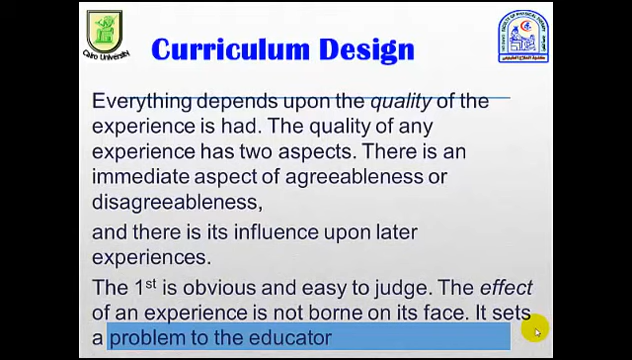 Curriculum Design
Cairo University
Everything depends upon the quality of the
experience is had. The quality of any
experience has two aspects. There is an
immediate aspect of agreeableness or
disagreeableness,
and there is its influence upon later
experiences.
The 1st is obvious and easy to judge. The effect
of an experience is not borne on its face. It sets
a problem to the educator